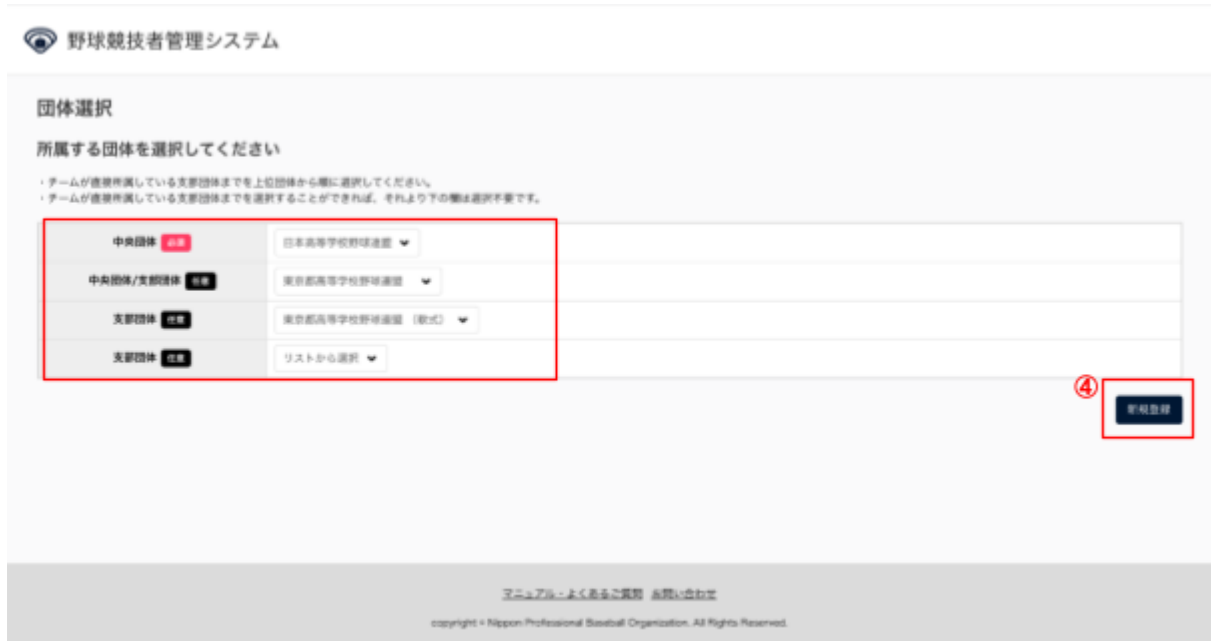 野球競技者管理システム
団体選択
所属する団体を選択してください
・チームが直接所属している支部団体までを上位団体から順に選択してください。
・チームが直接所属している支部団体までを選択することができれば、それより下の欄は選択不要です。
中央団体 必須 日本高等学校野球連盟
中央団体/支部団体 任意 東京都高等学校野球連盟
支部団体 任意 東京都高等学校野球連盟 (軟式)
支部団体 任意 リストから選択
④
新規登録
マニュアル・よくあるご質問 お問い合わせ
copyright © Nippon Professional Baseball Organization. All Rights Reserved.